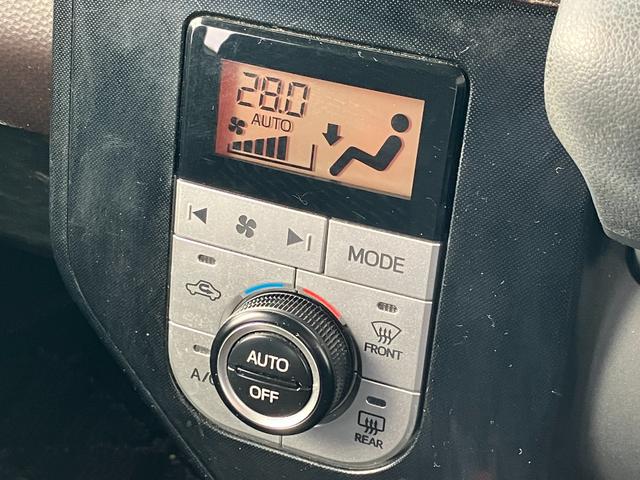 28.0
AUTO
MODE
FRONT
AUTO
A/C
OFF
REAR